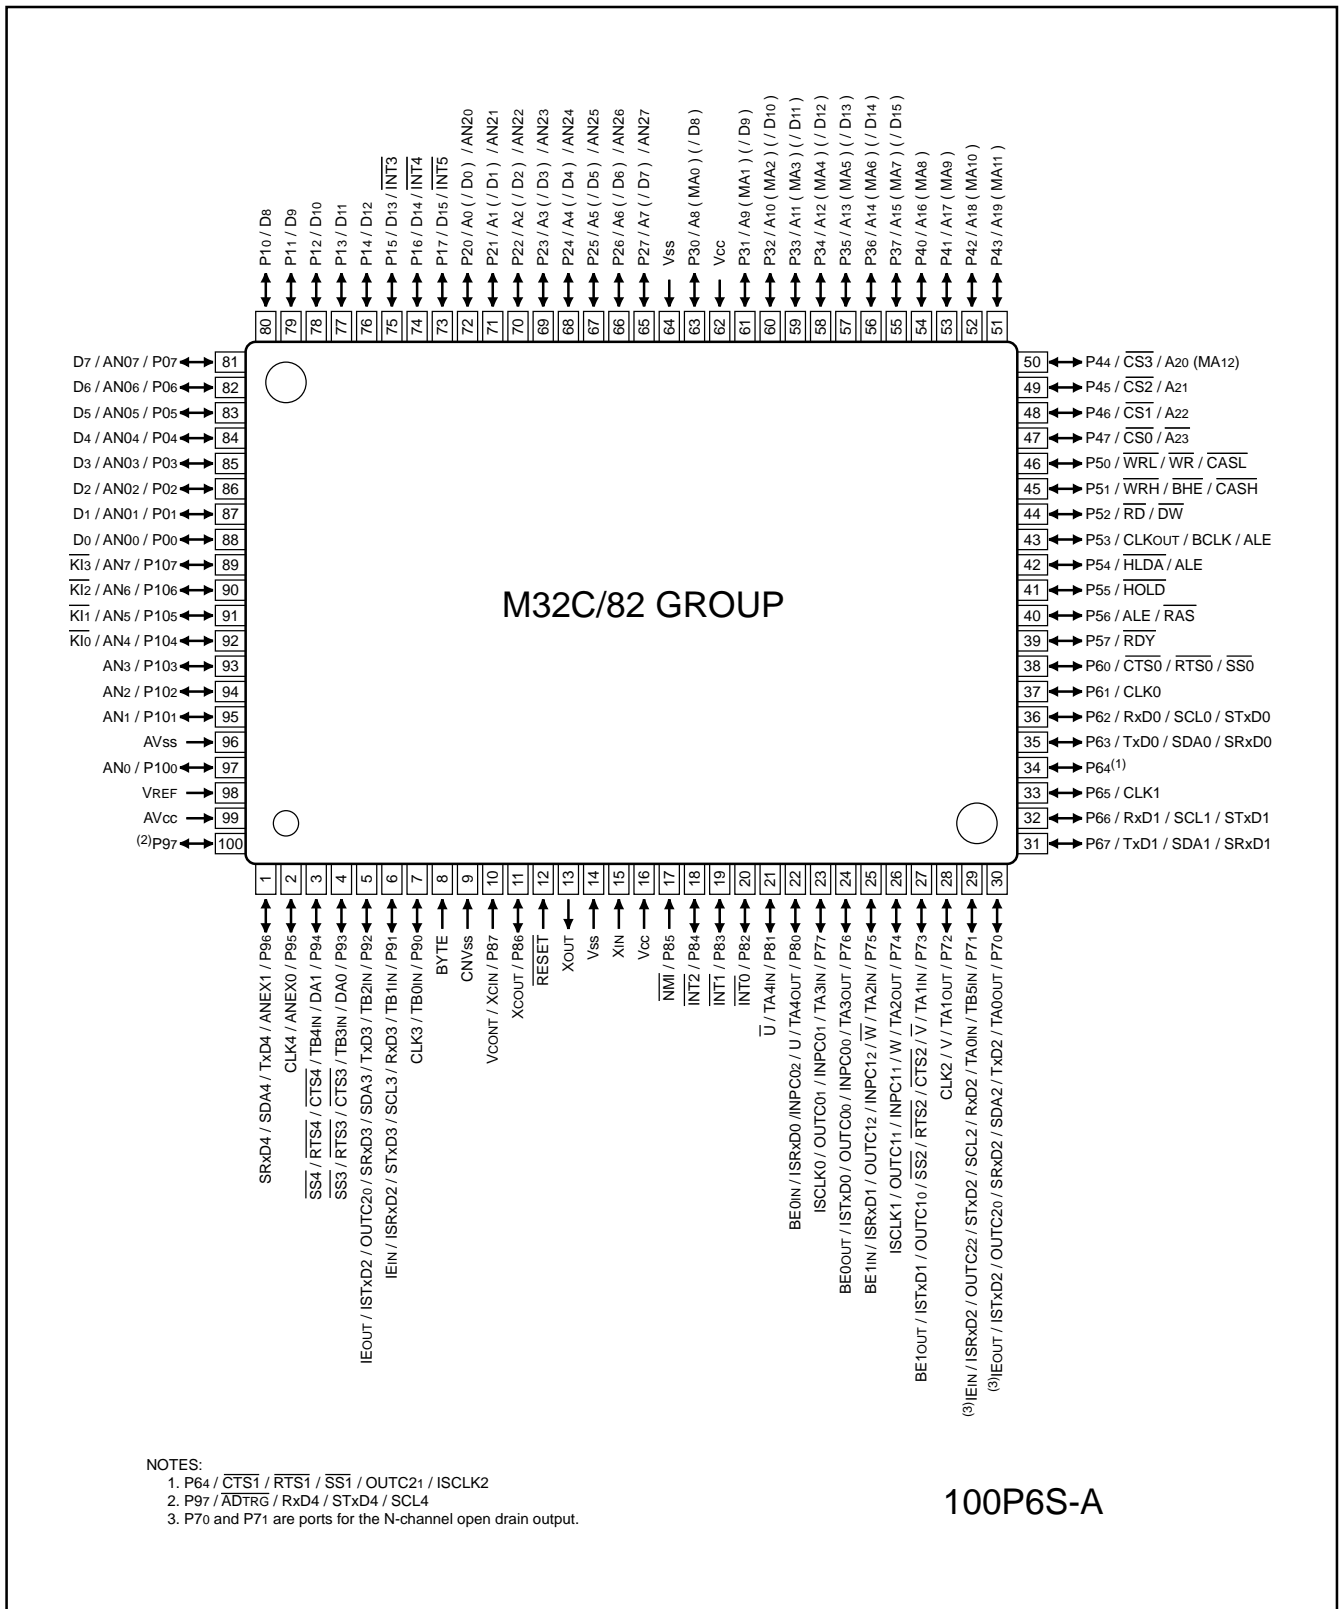 P10 / D8
P11 / D9
P12 / D10
P13 / D11
P14 / D12
P15 / D13 / INT3
P16 / D14 / INT4
P17 / D15 / INT5
P20 / A0 ( / D0 ) / AN20
P21 / A1 ( / D1 ) / AN21
P22 / A2 ( / D2 ) / AN22
P23 / A3 ( / D3 ) / AN23
P24 / A4 ( / D4 ) / AN24
P25 / A5 ( / D5 ) / AN25
P26 / A6 ( / D6 ) / AN26
P27 / A7 ( / D7 ) / AN27
Vss
P30 / A8 ( MA0 ) ( / D8 )
Vcc
P31 / A9 ( MA1 ) ( / D9 )
P32 / A10 ( MA2 ) ( / D10 )
P33 / A11 ( MA3 ) ( / D11 )
P34 / A12 ( MA4 ) ( / D12 )
P35 / A13 ( MA5 ) ( / D13 )
P36 / A14 ( MA6 ) ( / D14 )
P37 / A15 ( MA7 ) ( / D15 )
P40 / A16 ( MA8 )
P41 / A17 ( MA9 )
P42 / A18 ( MA10 )
P43 / A19 ( MA11 )
80 79 78 77 76 75 74 73 72 71 70 69 68 67 66 65 64 63 62 61 60 59 58 57 56 55 54 53 52 51
D7 / AN07 / P07 81
D6 / AN06 / P06 82
D5 / AN05 / P05 83
D4 / AN04 / P04 84
D3 / AN03 / P03 85
D2 / AN02 / P02 86
D1 / AN01 / P01 87
D0 / AN00 / P00 88
KI3 / AN7 / P107 89
KI2 / AN6 / P106 90
KI1 / AN5 / P105 91
KI0 / AN4 / P104 92
AN3 / P103 93
AN2 / P102 94
AN1 / P101 95
AVss 96
AN0 / P100 97
VREF 98
AVcc 99
(2)P97 100
M32C/82 GROUP
50 P44 / CS3 / A20 (MA12)
49 P45 / CS2 / A21
48 P46 / CS1 / A22
47 P47 / CS0 / A23
46 P50 / WRL / WR / CASL
45 P51 / WRH / BHE / CASH
44 P52 / RD / DW
43 P53 / CLKOUT / BCLK / ALE
42 P54 / HLDA / ALE
41 P55 / HOLD
40 P56 / ALE / RAS
39 P57 / RDY
38 P60 / CTS0 / RTS0 / SS0
37 P61 / CLK0
36 P62 / RxD0 / SCL0 / STxD0
35 P63 / TxD0 / SDA0 / SRxD0
34 P64(1)
33 P65 / CLK1
32 P66 / RxD1 / SCL1 / STxD1
31 P67 / TxD1 / SDA1 / SRxD1
1 2 3 4 5 6 7 8 9 10 11 12 13 14 15 16 17 18 19 20 21 22 23 24 25 26 27 28 29 30
SRxD4 / SDA4 / TxD4 / ANEX1 / P96
CLK4 / ANEX0 / P95
SS4 / RTS4 / CTS4 / TB4IN / DA1 / P94
SS3 / RTS3 / CTS3 / TB3IN / DA0 / P93
IEOUT / ISTxD2 / OUTC20 / SRxD3 / SDA3 / TxD3 / TB2IN / P92
IEIN / ISRxD2 / STxD3 / SCL3 / RxD3 / TB1IN / P91
CLK3 / TB0IN / P90
BYTE
CNVss
VCONT / XCIN / P87
XCOUT / P86
RESET
XOUT
Vss
XIN
Vcc
NMI / P85
INT2 / P84
INT1 / P83
INT0 / P82
U / TA4IN / P81
BE0IN / ISRxD0 /INPC02 / U / TA4OUT / P80
ISCLK0 / OUTC01 / INPC01 / TA3IN / P77
BE0OUT / ISTxD0 / OUTC00 / INPC00 / TA3OUT / P76
BE1IN / ISRxD1 / OUTC12 / INPC12 / W / TA2IN / P75
ISCLK1 / OUTC11 / INPC11 / W / TA2OUT / P74
BE1OUT / ISTxD1 / OUTC10 / SS2 / RTS2 / CTS2 / V / TA1IN / P73
CLK2 / V / TA1OUT / P72
(3)IEIN / ISRxD2 / OUTC22 / STxD2 / SCL2 / RxD2 / TA0IN / TB5IN / P71
(3)IEOUT / ISTxD2 / OUTC20 / SRxD2 / SDA2 / TxD2 / TA0OUT / P70
NOTES:
1. P64 / CTS1 / RTS1 / SS1 / OUTC21 / ISCLK2
2. P97 / ADTRG / RxD4 / STxD4 / SCL4
3. P70 and P71 are ports for the N-channel open drain output.
100P6S-A